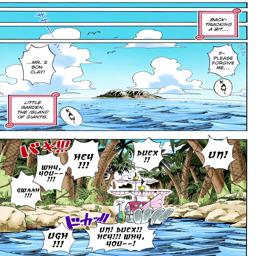 BACK-
TRACKING
A BIT...
P-
PLEASE
FORGIVE
ME...
MR. 2
BON
CLAY!
LITTLE
GARDEN,
THE ISLAND
OF GIANTS.
UN!
DUCK
!!
HEY
!!!
WHY,
YOU--
!!!
GWAAH
!!!
UN! DUCK!!
HEY!!! WHY,
YOU--!!
UGH
!!!